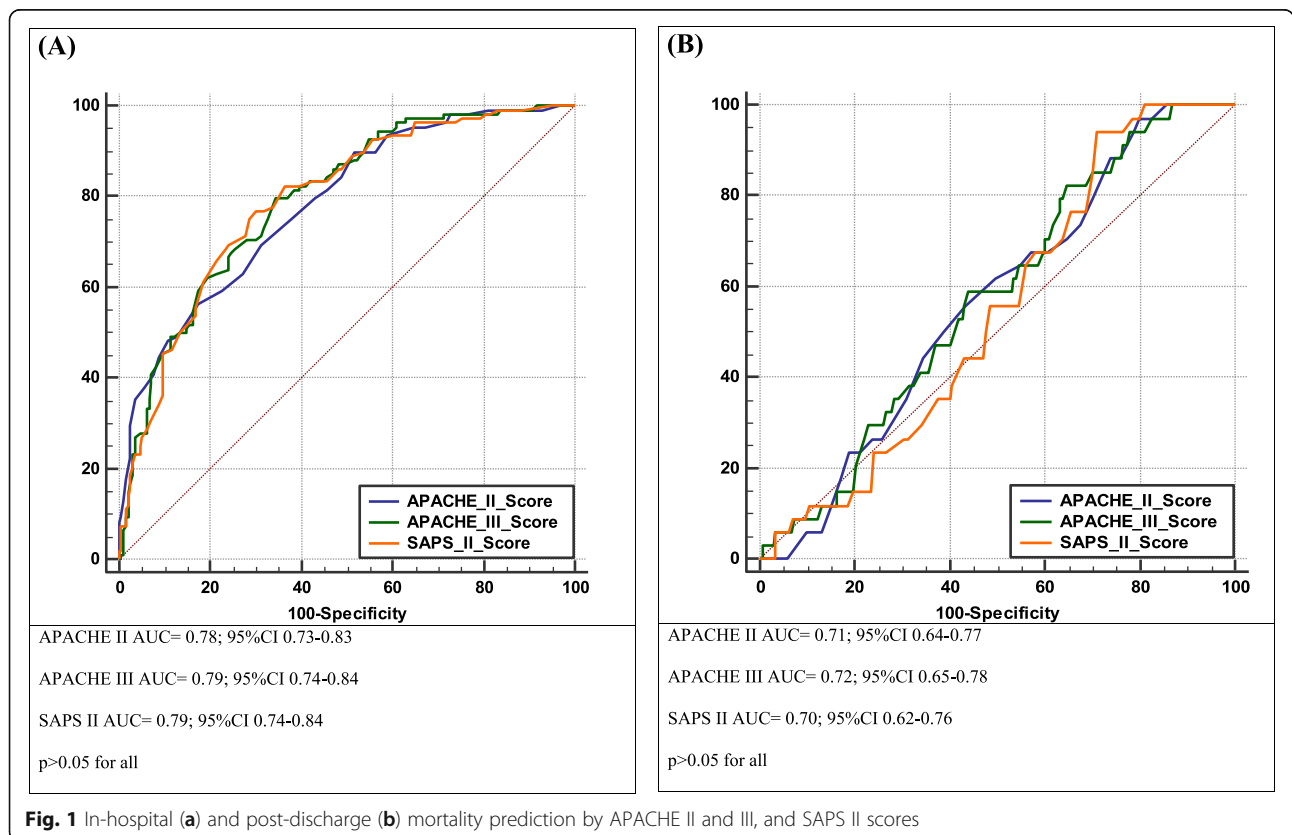 (A)
100
80
60
40
20
0
APACHE_II_Score
APACHE_III_Score
SAPS_II_Score
0 20 40 60 80 100
100-Specificity
APACHE II AUC= 0.78; 95%CI 0.73-0.83
APACHE III AUC= 0.79; 95%CI 0.74-0.84
SAPS II AUC= 0.79; 95%CI 0.74-0.84
p>0.05 for all
(B)
100
80
60
40
20
0
APACHE_II_Score
APACHE_III_Score
SAPS_II_Score
0 20 40 60 80 100
100-Specificity
APACHE II AUC= 0.71; 95%CI 0.64-0.77
APACHE III AUC= 0.72; 95%CI 0.65-0.78
SAPS II AUC= 0.70; 95%CI 0.62-0.76
p>0.05 for all
Fig. 1 In-hospital (a) and post-discharge (b) mortality prediction by APACHE II and III, and SAPS II scores